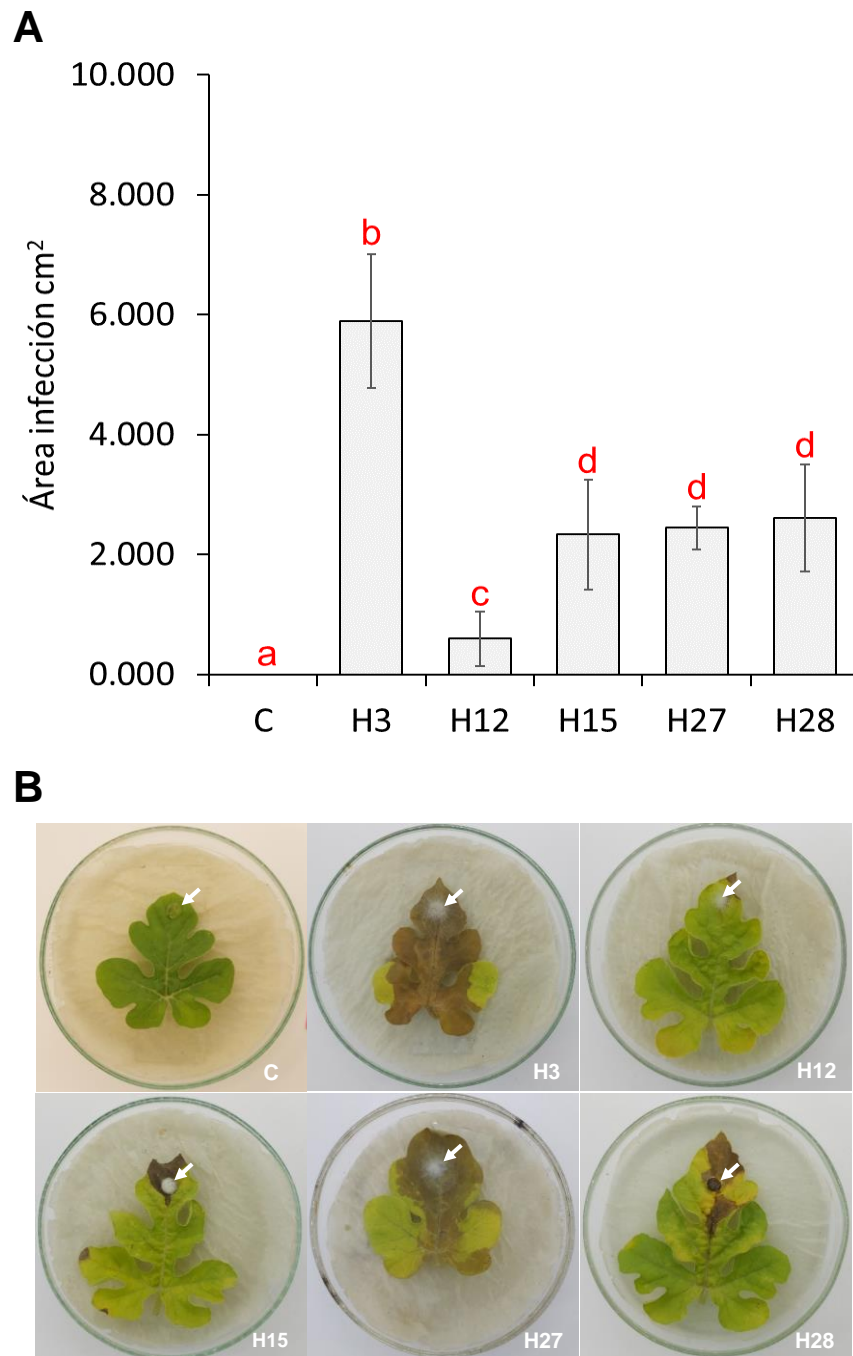 A
Área infección cm²
10.000
8.000
6.000
4.000
2.000
0.000
a
b
c
d
d
d
C H3 H12 H15 H27 H28
B
C
H3
H12
H15
H27
H28